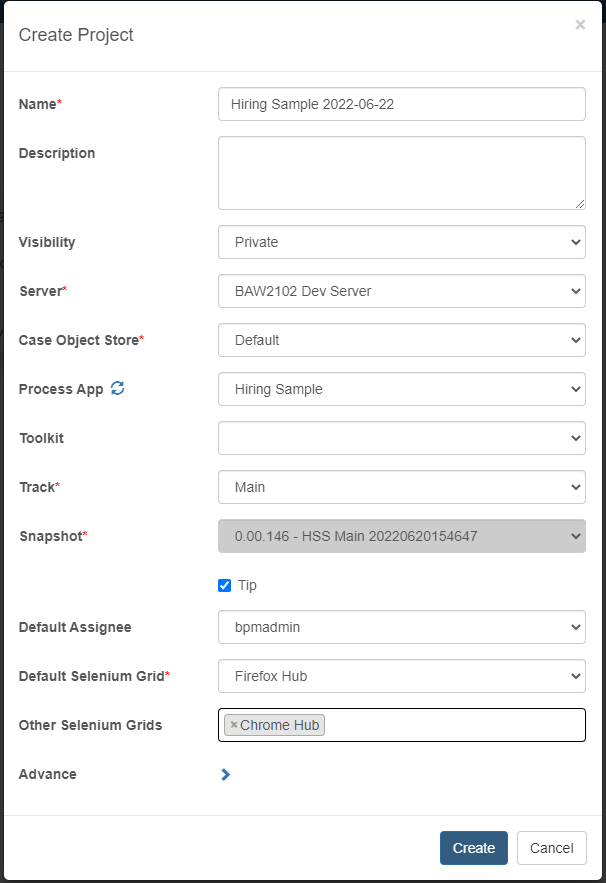 Create Project ×
Name* Hiring Sample 2022-06-22
Description
Visibility Private
Server* BAW2102 Dev Server
Case Object Store* Default
Process App Hiring Sample
Toolkit
Track* Main
Snapshot* 0.00.146 - HSS Main 20220620154647
Tip
Default Assignee bpmadmin
Default Selenium Grid* Firefox Hub
Other Selenium Grids ×Chrome Hub
Advance
Create Cancel